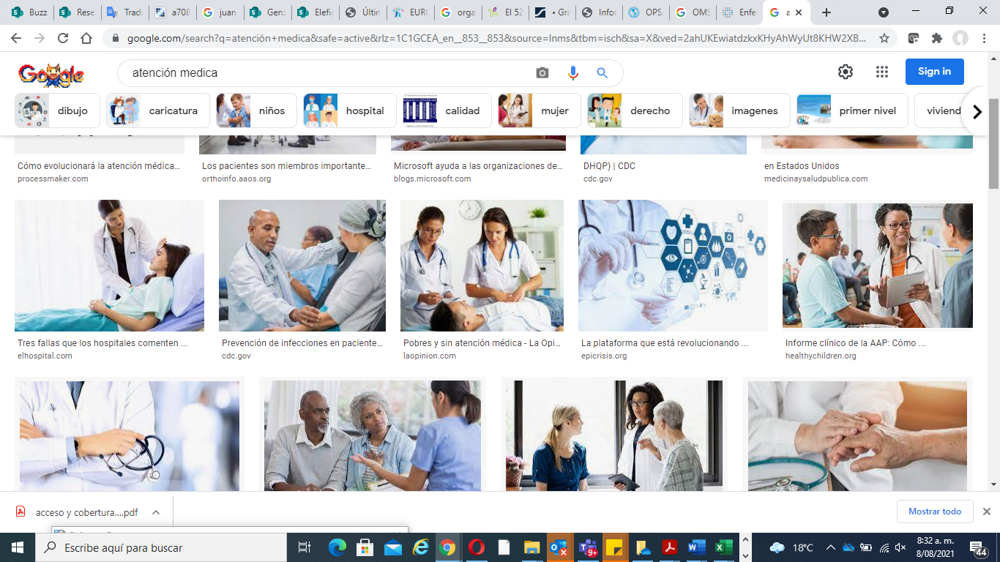 Buzz
Rese
Tradu
a708
juan
Genz
Elefic
Últin
EURC
orga
El 52
• Gra
Infor
OPS/
OMS
Enfe
a
google.com/search?q=atención+medica&safe=active&rlz=1C1GCEA_en__853__853&source=lnms&tbm=isch&sa=X&ved=2ahUKEwiatdzkxKHyAhWyUt8KHW2XB...
Google
atención medica
Sign in
dibujo
caricatura
niños
hospital
calidad
mujer
derecho
imagenes
primer nivel
viviend
Cómo evolucionará la atención médica...
processmaker.com
Los pacientes son miembros importante...
orthoinfo.aaos.org
Microsoft ayuda a las organizaciones de...
blogs.microsoft.com
DHQP) | CDC
cdc.gov
en Estados Unidos
medicinaysaludpublica.com
Tres fallas que los hospitales comenten ...
elhospital.com
Prevención de infecciones en paciente...
cdc.gov
Pobres y sin atención médica - La Opi...
laopinion.com
La plataforma que está revolucionando ...
epicrisis.org
Informe clínico de la AAP: Cómo ...
healthychildren.org
acceso y cobertura....pdf
Mostrar todo
Escribe aquí para buscar
9+
18°C
8:32 a. m.
8/08/2021
44